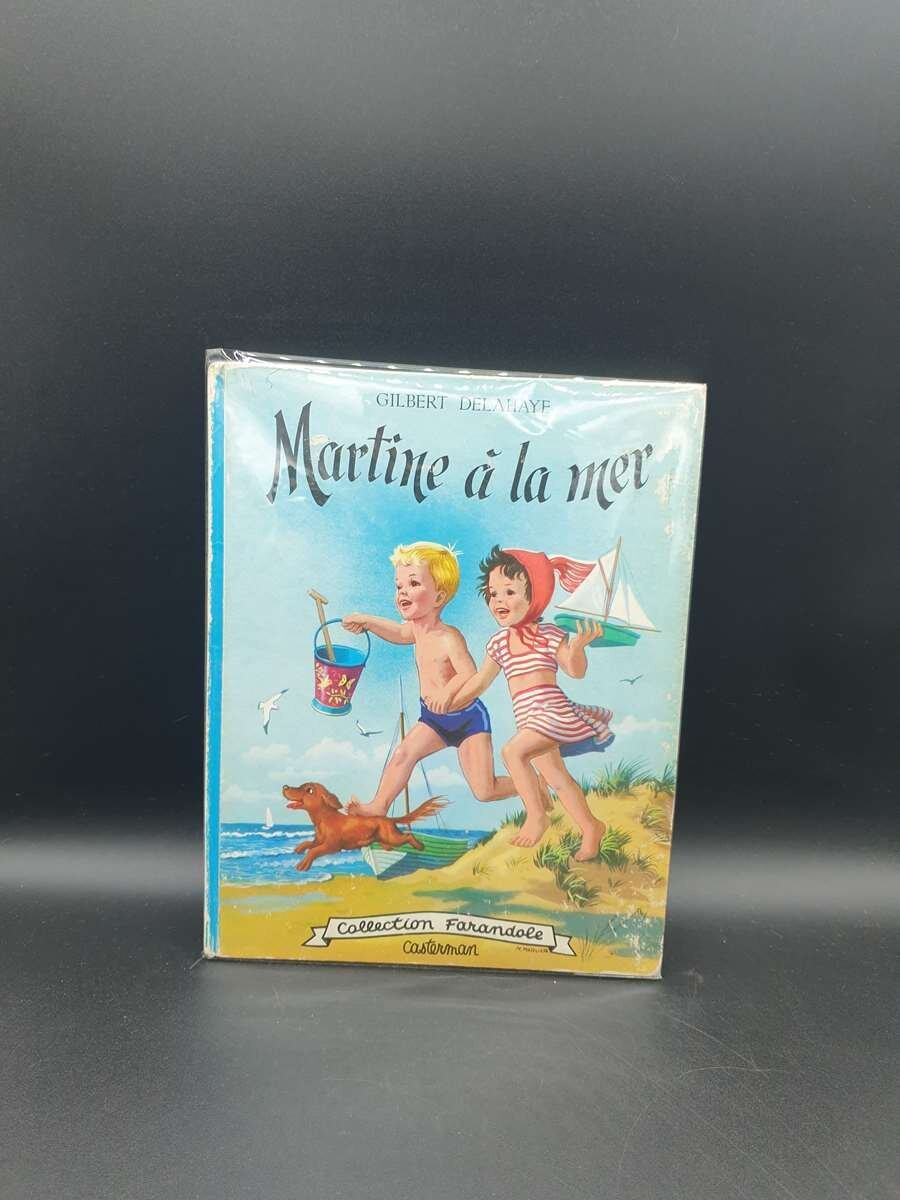 GILBERT DELAHAYE
Martine à la mer
Collection Farandole
Casterman